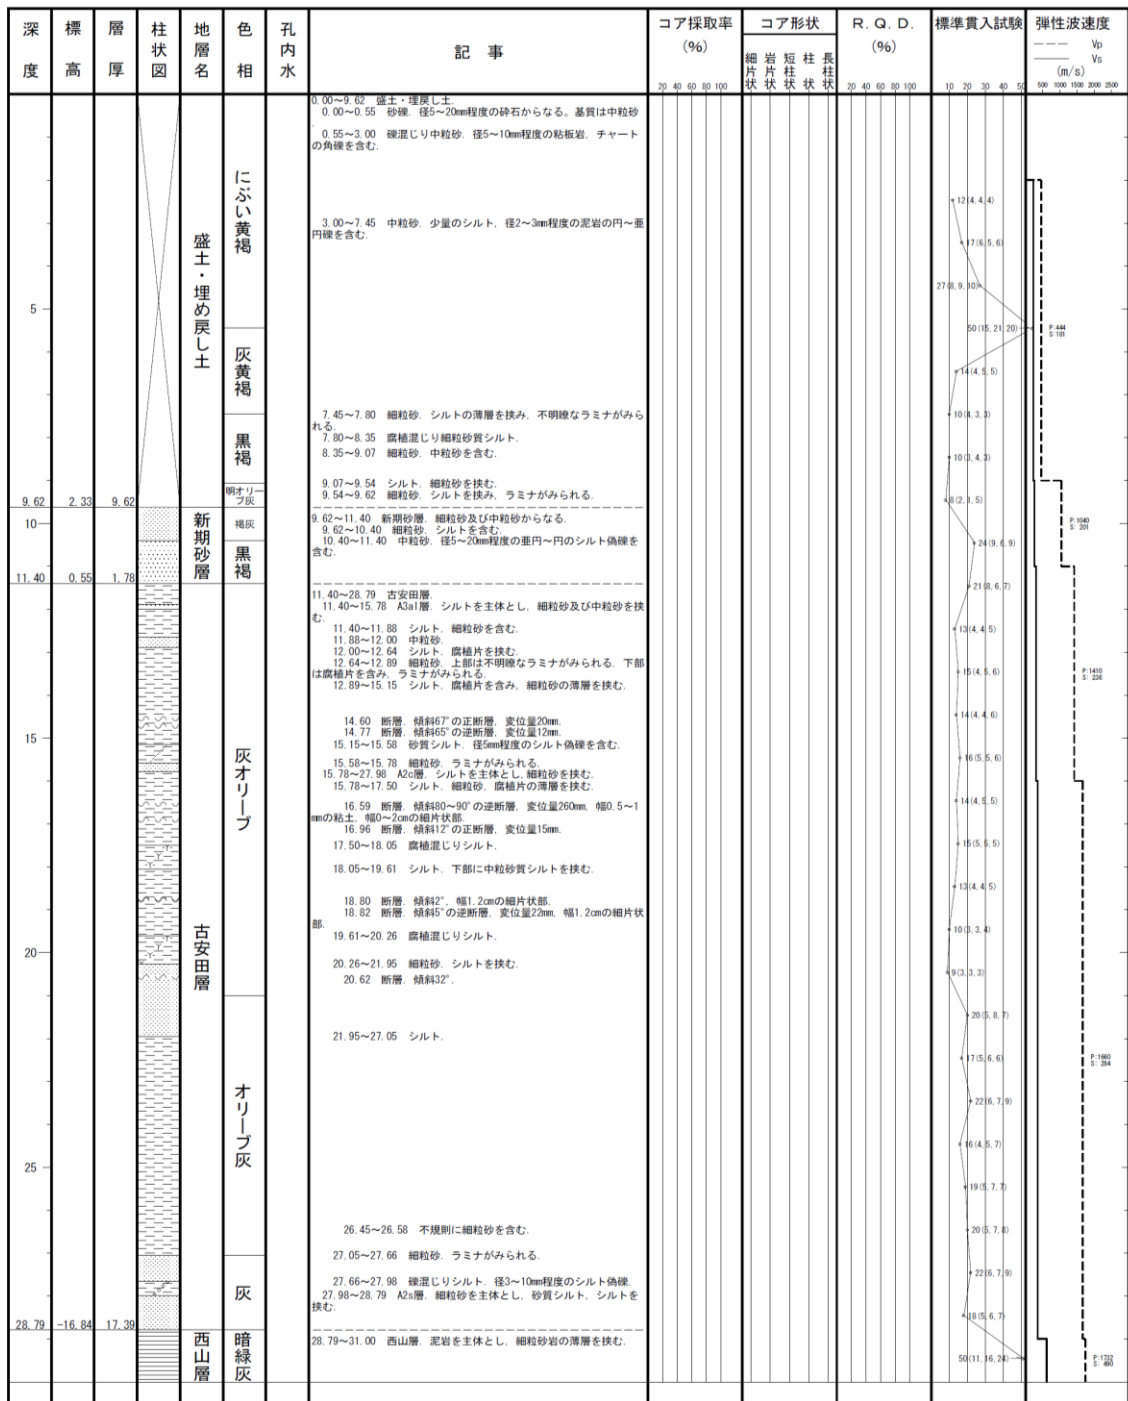 深度
標高
層厚
柱状図
地層名
色相
孔内水
記 事
コア採取率
(%)
20 40 60 80 100
コア形状
細片状
岩片状
短柱状
柱状
長柱状
R. Q. D.
(%)
20 40 60 80 100
標準貫入試験
10 20 30 40 50
弾性波速度
Vp
Vs
(m/s)
500 1000 1500 2000 2500
5
10
15
20
25
9.62 2.33 9.62
11.40 0.55 1.78
28.79 -16.84 17.39
盛土・埋め戻し土
新期砂層
古安田層
西山層
にぶい黄褐
灰黄褐
黒褐
明オリーブ灰
褐灰
黒褐
灰オリーブ
オリーブ灰
灰
暗緑灰
0.00～9.62 盛土・埋戻し土.
0.00～0.55 砂礫. 径5～20mm程度の砕石からなる。基質は中粒砂
.
0.55～3.00 礫混じり中粒砂. 径5～10mm程度の粘板岩, チャート
の角礫を含む.
3.00～7.45 中粒砂. 少量のシルト, 径2～3mm程度の泥岩の円～亜
円礫を含む.
7.45～7.80 細粒砂. シルトの薄層を挟み, 不明瞭なラミナがみら
れる.
7.80～8.35 腐植混じり細粒砂質シルト.
8.35～9.07 細粒砂. 中粒砂を含む.
9.07～9.54 シルト. 細粒砂を挟む.
9.54～9.62 細粒砂. シルトを挟み, ラミナがみられる.
9.62～11.40 新期砂層. 細粒砂及び中粒砂からなる.
9.62～10.40 細粒砂. シルトを含む.
10.40～11.40 中粒砂. 径5～20mm程度の亜円～円のシルト偽礫を
含む.
11.40～28.79 古安田層.
11.40～15.78 A3al層. シルトを主体とし, 細粒砂及び中粒砂を挟
む.
11.40～11.88 シルト. 細粒砂を含む.
11.88～12.00 中粒砂.
12.00～12.64 シルト. 腐植片を挟む.
12.64～12.89 細粒砂. 上部は不明瞭なラミナがみられる. 下部
は腐植片を含み, ラミナがみられる.
12.89～15.15 シルト. 腐植片を含み, 細粒砂の薄層を挟む.
14.60 断層. 傾斜67°の正断層, 変位量20mm.
14.77 断層. 傾斜65°の逆断層, 変位量12mm.
15.15～15.58 砂質シルト. 径5mm程度のシルト偽礫を含む.
15.58～15.78 細粒砂. ラミナがみられる.
15.78～27.98 A2c層. シルトを主体とし, 細粒砂を挟む.
15.78～17.50 シルト. 細粒砂, 腐植片の薄層を挟む.
16.59 断層. 傾斜80～90°の逆断層, 変位量260mm, 幅0.5～1
mmの粘土, 幅0～2cmの細片状部.
16.96 断層. 傾斜12°の正断層, 変位量15mm.
17.50～18.05 腐植混じりシルト.
18.05～19.61 シルト. 下部に中粒砂質シルトを挟む.
18.80 断層. 傾斜2°, 幅1.2cmの細片状部.
18.82 断層. 傾斜5°の逆断層, 変位量22mm, 幅1.2cmの細片状
部.
19.61～20.26 腐植混じりシルト.
20.26～21.95 細粒砂. シルトを挟む.
20.62 断層. 傾斜32°.
21.95～27.05 シルト.
26.45～26.58 不規則に細粒砂を含む.
27.05～27.66 細粒砂. ラミナがみられる.
27.66～27.98 礫混じりシルト. 径3～10mm程度のシルト偽礫.
27.98～28.79 A2s層. 細粒砂を主体とし, 砂質シルト, シルトを
挟む.
28.79～31.00 西山層. 泥岩を主体とし, 細粒砂岩の薄層を挟む.
12(4, 4, 4)
17(6, 5, 6)
27(8, 9, 10)
50(15, 21, 20)
14(4, 5, 5)
10(4, 3, 3)
10(3, 4, 3)
8(2, 1, 5)
24(9, 6, 9)
21(8, 6, 7)
13(4, 4, 5)
15(4, 5, 6)
14(4, 4, 6)
16(5, 5, 6)
14(4, 5, 5)
15(5, 5, 5)
13(4, 4, 5)
10(3, 3, 4)
9(3, 3, 3)
20(5, 8, 7)
17(5, 6, 6)
22(6, 7, 9)
16(4, 5, 7)
19(5, 7, 7)
20(5, 7, 8)
22(6, 7, 9)
18(5, 6, 7)
50(11, 16, 24)
P:444
S:181
P:1040
S: 201
P:1410
S: 236
P:1660
S: 284
P:1732
S: 490